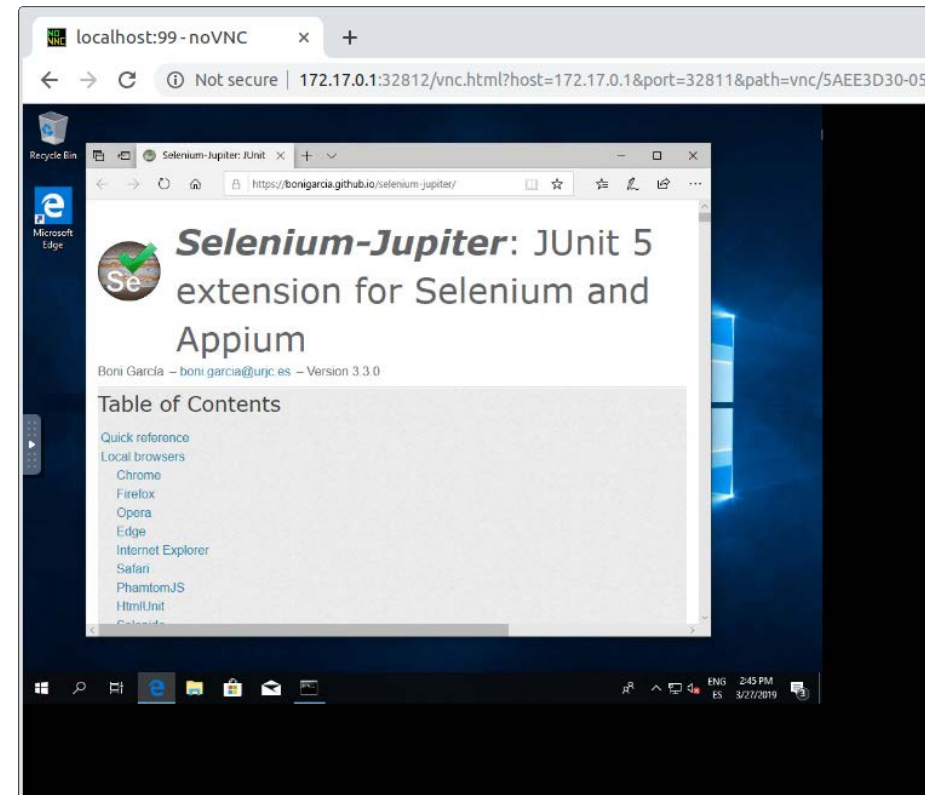 localhost:99 - noVNC
Not secure | 172.17.0.1:32812/vnc.html?host=172.17.0.1&port=32811&path=vnc/5AEE3D30-05
Recycle Bin
Selenium-Jupiter: JUnit
https://bonigarcia.github.io/selenium-jupiter/
Microsoft
Edge
Se
Selenium-Jupiter: JUnit 5
extension for Selenium and
Appium
Boni García – boni.garcia@urjc.es – Version 3.3.0
Table of Contents
Quick reference
Local browsers
Chrome
Firefox
Opera
Edge
Internet Explorer
Safari
PhamtomJS
HtmlUnit
ENG 2:45 PM
ES 3/27/2019